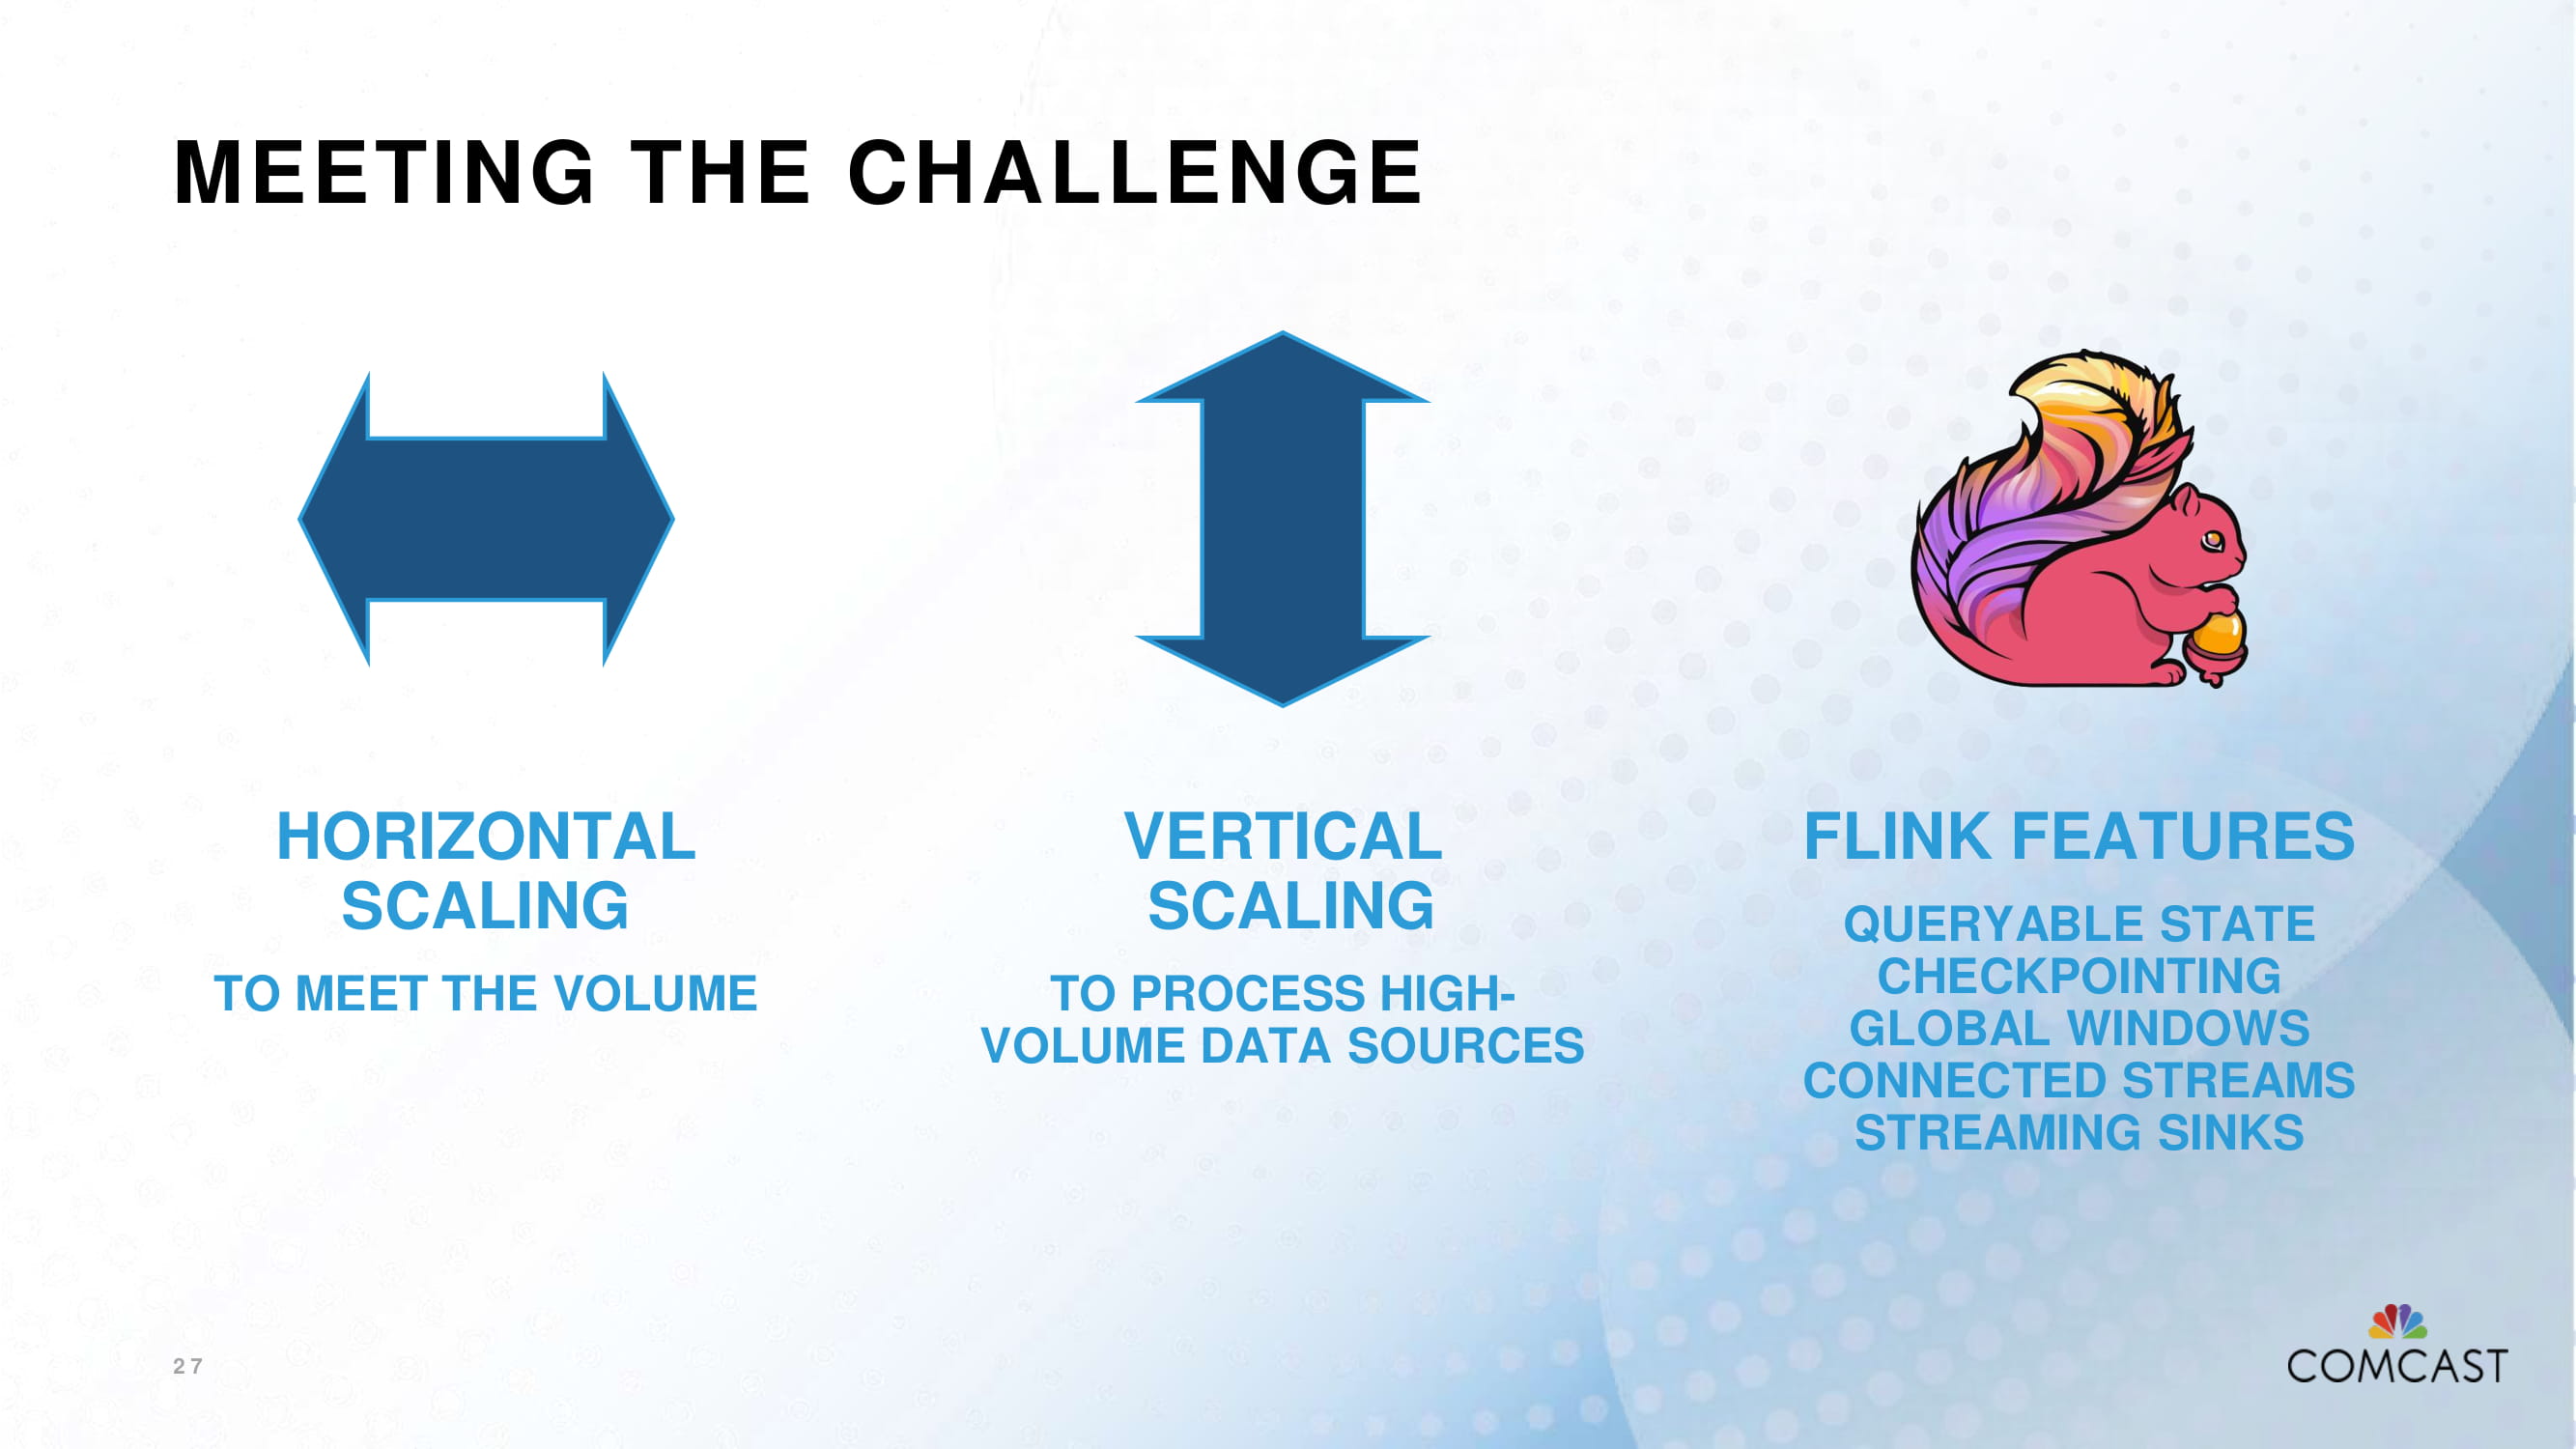 MEETING THE CHALLENGE
HORIZONTAL
SCALING
TO MEET THE VOLUME
VERTICAL
SCALING
TO PROCESS HIGH-
VOLUME DATA SOURCES
FLINK FEATURES
QUERYABLE STATE
CHECKPOINTING
GLOBAL WINDOWS
CONNECTED STREAMS
STREAMING SINKS
27
COMCAST